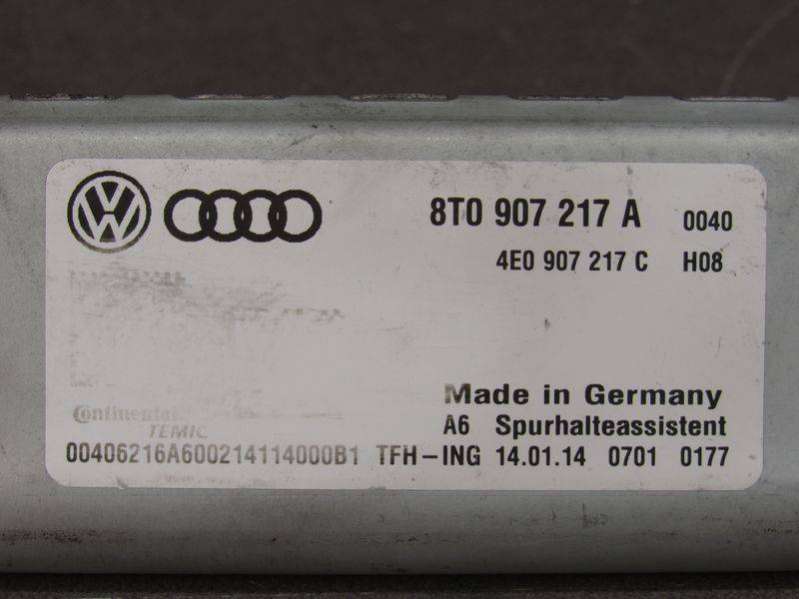 8T0 907 217 A 0040
4E0 907 217 C H08
Made in Germany
Continental
A6 Spurhalteassistent
TEMIC
00406216A600214114000B1 TFH-ING 14.01.14 0701 0177